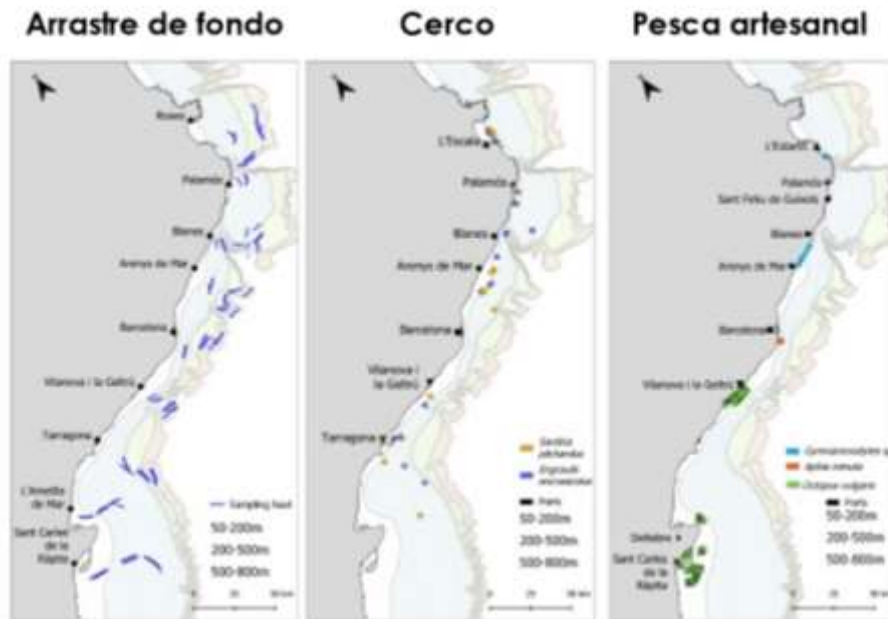 Arrastre de fondo
Cerco
Pesca artesanal
Roses
Palamós
Blanes
Arenys de Mar
Barcelona
Vilanova i la Geltrú
Tarragona
L'Ametlla
de Mar
Sant Carles
de la
Ràpita
Sampling haul
50-200m
200-500m
500-800m
L'Escala
Palamós
Blanes
Arenys de Mar
Barcelona
Vilanova i
la Geltrú
Tarragona
Sardina
pilchardus
Engraulis
encrasicolus
Ports
50-200m
200-500m
500-800m
Palamós
Sant Feliu de Guíxols
Blanes
Arenys de Mar
Barcelona
Vilanova i la Geltrú
Octopus vulgaris
Ports
50-200m
200-500m
500-800m
Deltebre
Sant Carles
de la
Ràpita